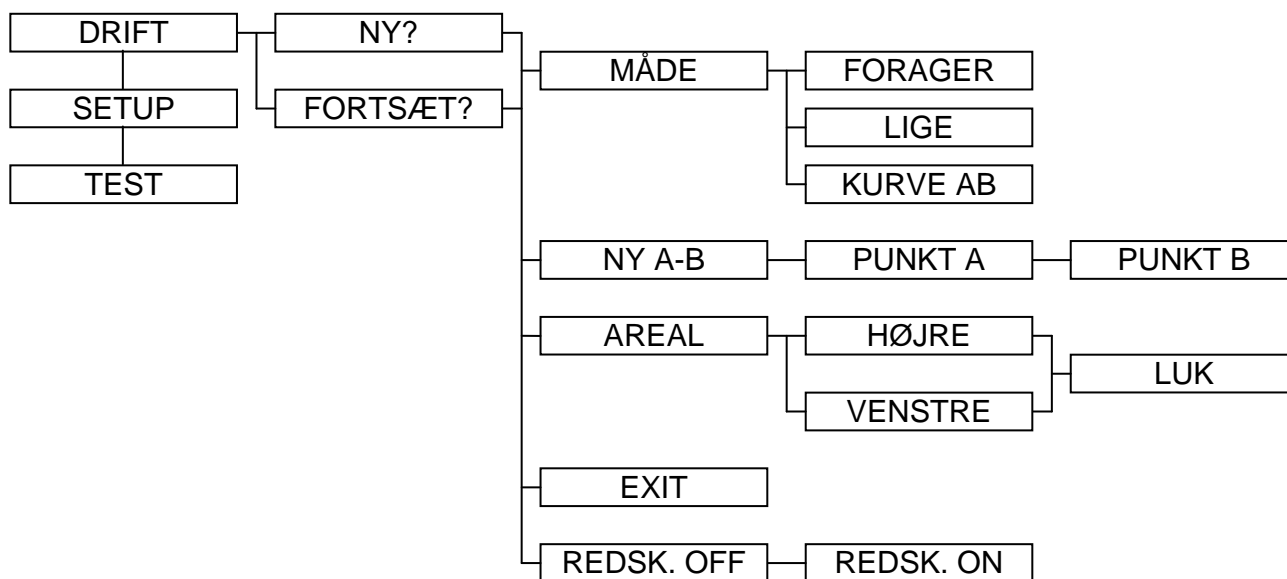 DRIFT
SETUP
TEST
NY?
FORTSÆT?
MÅDE
FORAGER
LIGE
KURVE AB
NY A-B
PUNKT A
PUNKT B
AREAL
HØJRE
VENSTRE
LUK
EXIT
REDSK. OFF
REDSK. ON